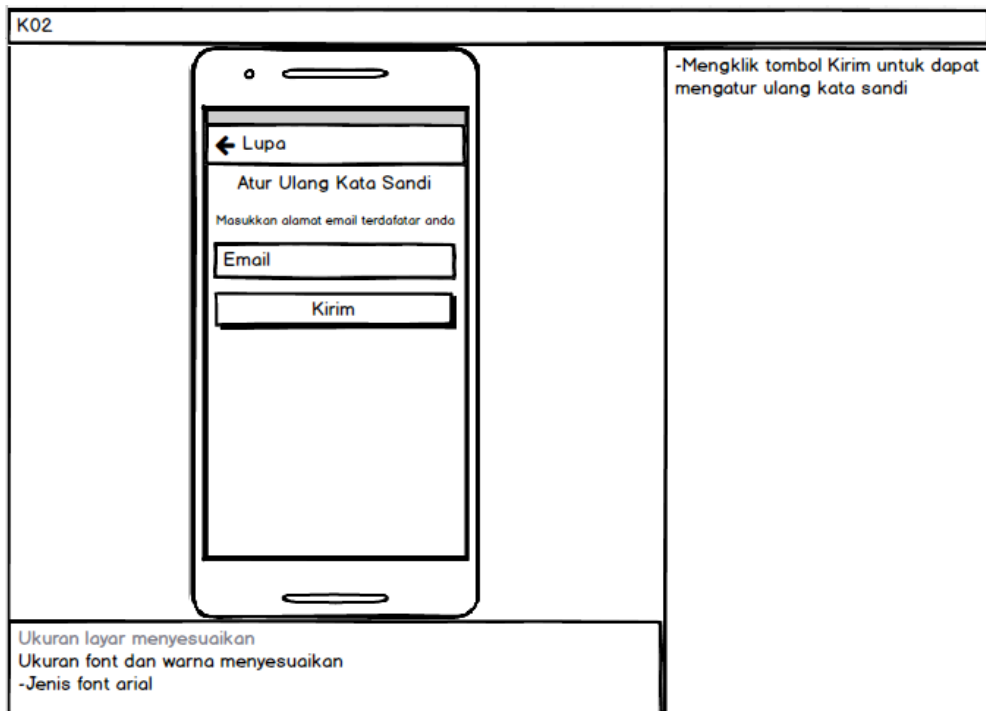 K02
← Lupa
Atur Ulang Kata Sandi
Masukkan alamat email terdafatar anda
Email
Kirim
-Mengklik tombol Kirim untuk dapat
mengatur ulang kata sandi
Ukuran layar menyesuaikan
Ukuran font dan warna menyesuaikan
-Jenis font arial